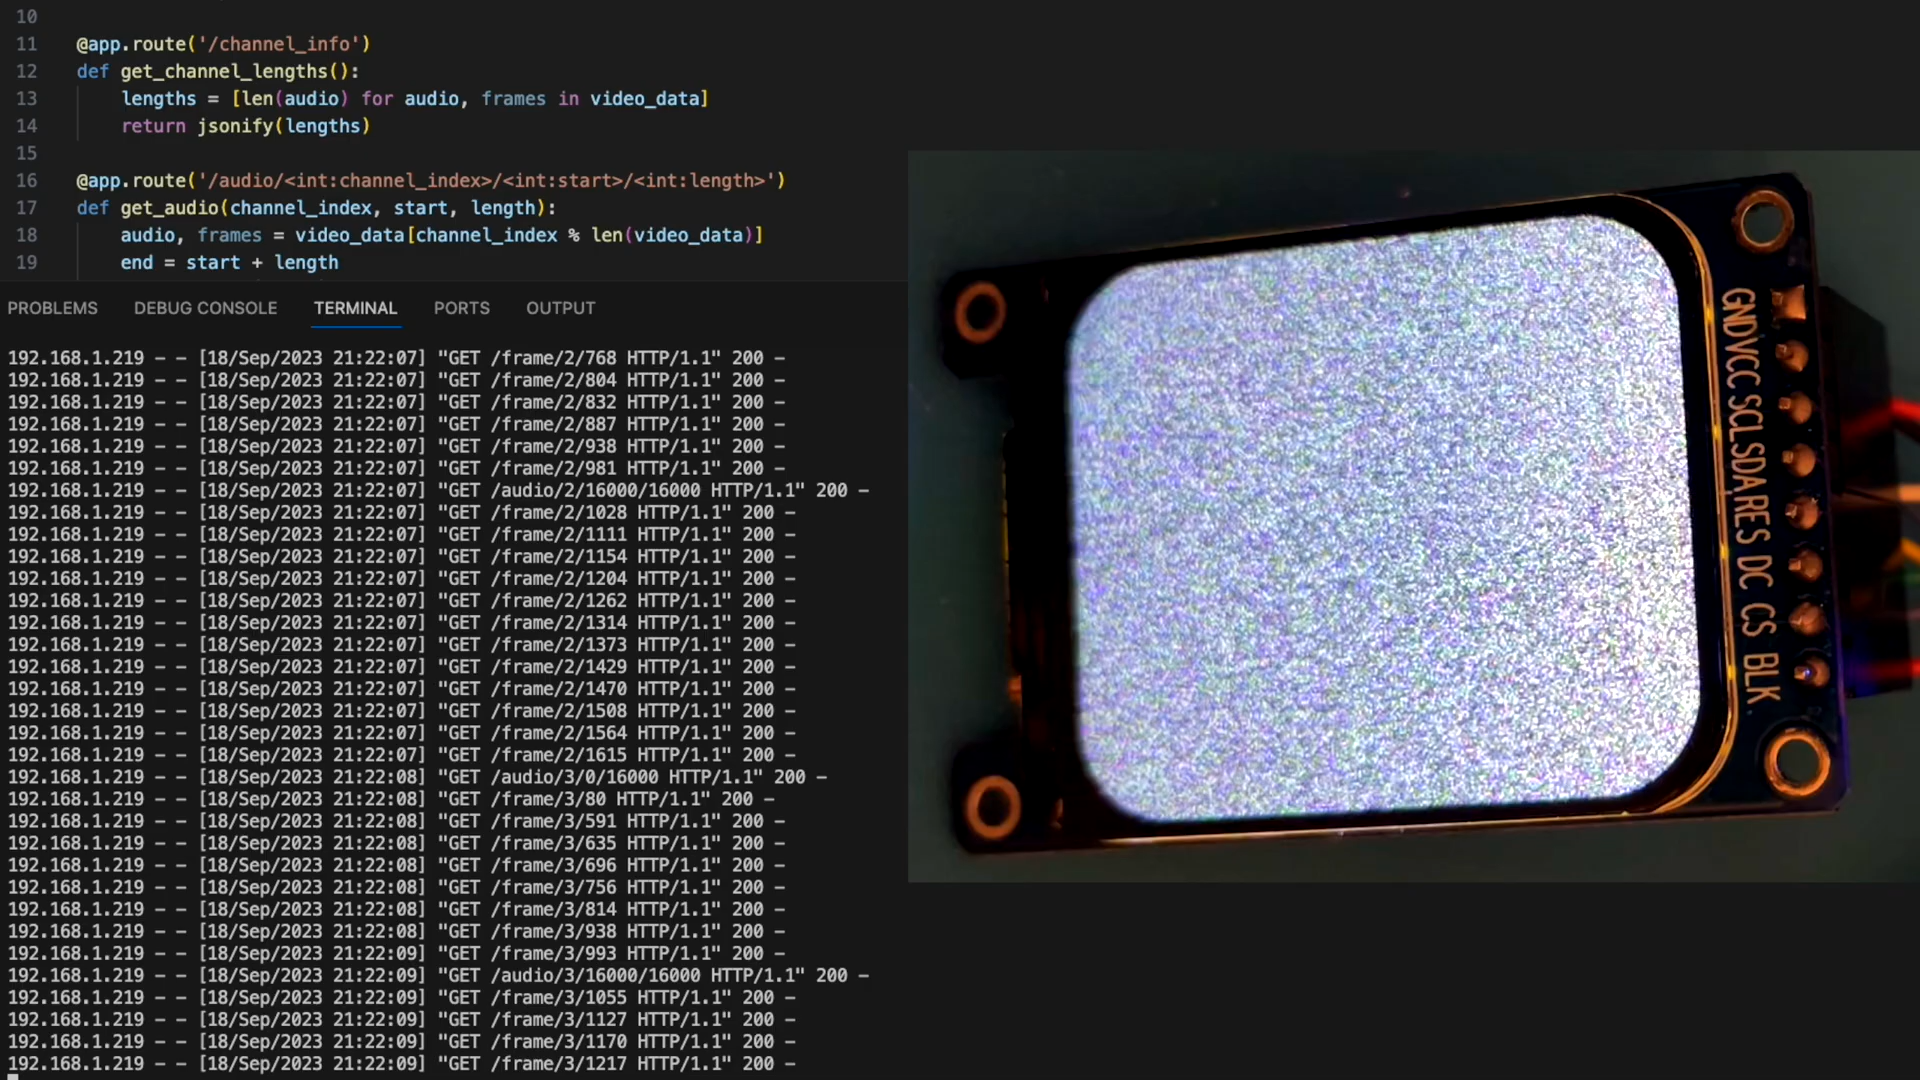 10
11 @app.route('/channel_info')
12 def get_channel_lengths():
13 lengths = [len(audio) for audio, frames in video_data]
14 return jsonify(lengths)
15
16 @app.route('/audio/<int:channel_index>/<int:start>/<int:length>')
17 def get_audio(channel_index, start, length):
18 audio, frames = video_data[channel_index % len(video_data)]
19 end = start + length
PROBLEMS DEBUG CONSOLE TERMINAL PORTS OUTPUT
192.168.1.219 - - [18/Sep/2023 21:22:07] "GET /frame/2/768 HTTP/1.1" 200 -
192.168.1.219 - - [18/Sep/2023 21:22:07] "GET /frame/2/804 HTTP/1.1" 200 -
192.168.1.219 - - [18/Sep/2023 21:22:07] "GET /frame/2/832 HTTP/1.1" 200 -
192.168.1.219 - - [18/Sep/2023 21:22:07] "GET /frame/2/887 HTTP/1.1" 200 -
192.168.1.219 - - [18/Sep/2023 21:22:07] "GET /frame/2/938 HTTP/1.1" 200 -
192.168.1.219 - - [18/Sep/2023 21:22:07] "GET /frame/2/981 HTTP/1.1" 200 -
192.168.1.219 - - [18/Sep/2023 21:22:07] "GET /audio/2/16000/16000 HTTP/1.1" 200 -
192.168.1.219 - - [18/Sep/2023 21:22:07] "GET /frame/2/1028 HTTP/1.1" 200 -
192.168.1.219 - - [18/Sep/2023 21:22:07] "GET /frame/2/1111 HTTP/1.1" 200 -
192.168.1.219 - - [18/Sep/2023 21:22:07] "GET /frame/2/1154 HTTP/1.1" 200 -
192.168.1.219 - - [18/Sep/2023 21:22:07] "GET /frame/2/1204 HTTP/1.1" 200 -
192.168.1.219 - - [18/Sep/2023 21:22:07] "GET /frame/2/1262 HTTP/1.1" 200 -
192.168.1.219 - - [18/Sep/2023 21:22:07] "GET /frame/2/1314 HTTP/1.1" 200 -
192.168.1.219 - - [18/Sep/2023 21:22:07] "GET /frame/2/1373 HTTP/1.1" 200 -
192.168.1.219 - - [18/Sep/2023 21:22:07] "GET /frame/2/1429 HTTP/1.1" 200 -
192.168.1.219 - - [18/Sep/2023 21:22:07] "GET /frame/2/1470 HTTP/1.1" 200 -
192.168.1.219 - - [18/Sep/2023 21:22:07] "GET /frame/2/1508 HTTP/1.1" 200 -
192.168.1.219 - - [18/Sep/2023 21:22:07] "GET /frame/2/1564 HTTP/1.1" 200 -
192.168.1.219 - - [18/Sep/2023 21:22:07] "GET /frame/2/1615 HTTP/1.1" 200 -
192.168.1.219 - - [18/Sep/2023 21:22:08] "GET /audio/3/0/16000 HTTP/1.1" 200 -
192.168.1.219 - - [18/Sep/2023 21:22:08] "GET /frame/3/80 HTTP/1.1" 200 -
192.168.1.219 - - [18/Sep/2023 21:22:08] "GET /frame/3/591 HTTP/1.1" 200 -
192.168.1.219 - - [18/Sep/2023 21:22:08] "GET /frame/3/635 HTTP/1.1" 200 -
192.168.1.219 - - [18/Sep/2023 21:22:08] "GET /frame/3/696 HTTP/1.1" 200 -
192.168.1.219 - - [18/Sep/2023 21:22:08] "GET /frame/3/756 HTTP/1.1" 200 -
192.168.1.219 - - [18/Sep/2023 21:22:08] "GET /frame/3/814 HTTP/1.1" 200 -
192.168.1.219 - - [18/Sep/2023 21:22:08] "GET /frame/3/938 HTTP/1.1" 200 -
192.168.1.219 - - [18/Sep/2023 21:22:09] "GET /frame/3/993 HTTP/1.1" 200 -
192.168.1.219 - - [18/Sep/2023 21:22:09] "GET /audio/3/16000/16000 HTTP/1.1" 200 -
192.168.1.219 - - [18/Sep/2023 21:22:09] "GET /frame/3/1055 HTTP/1.1" 200 -
192.168.1.219 - - [18/Sep/2023 21:22:09] "GET /frame/3/1127 HTTP/1.1" 200 -
192.168.1.219 - - [18/Sep/2023 21:22:09] "GET /frame/3/1170 HTTP/1.1" 200 -
192.168.1.219 - - [18/Sep/2023 21:22:09] "GET /frame/3/1217 HTTP/1.1" 200 -
GND VCC SCL SDA RES DC CS BLK